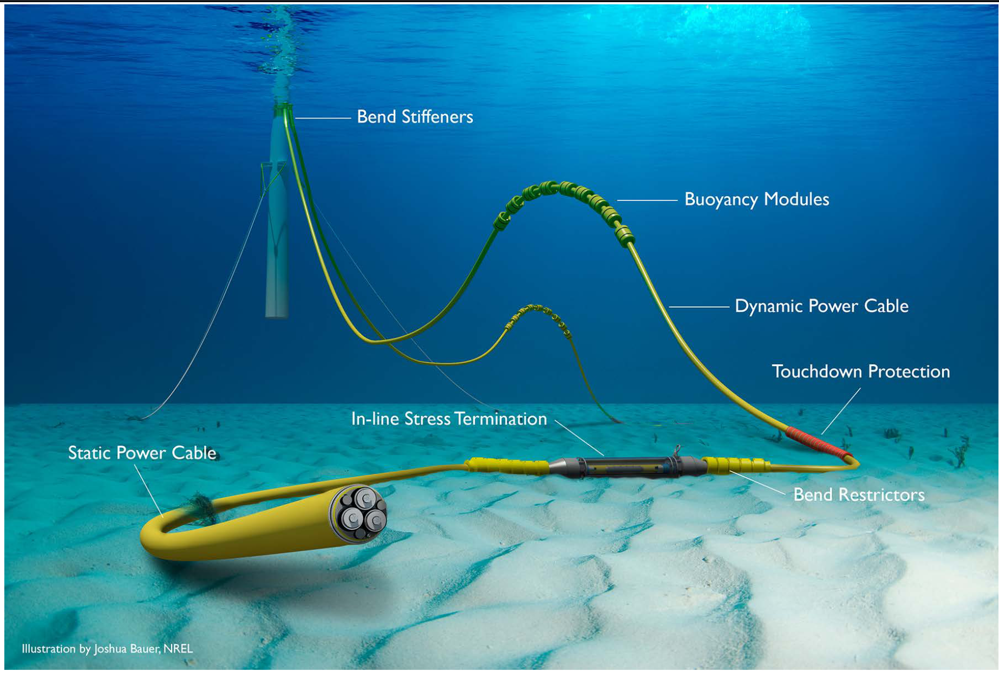 Bend Stiffeners
Buoyancy Modules
Dynamic Power Cable
Touchdown Protection
In-line Stress Termination
Static Power Cable
Bend Restrictors
Illustration by Joshua Bauer, NREL